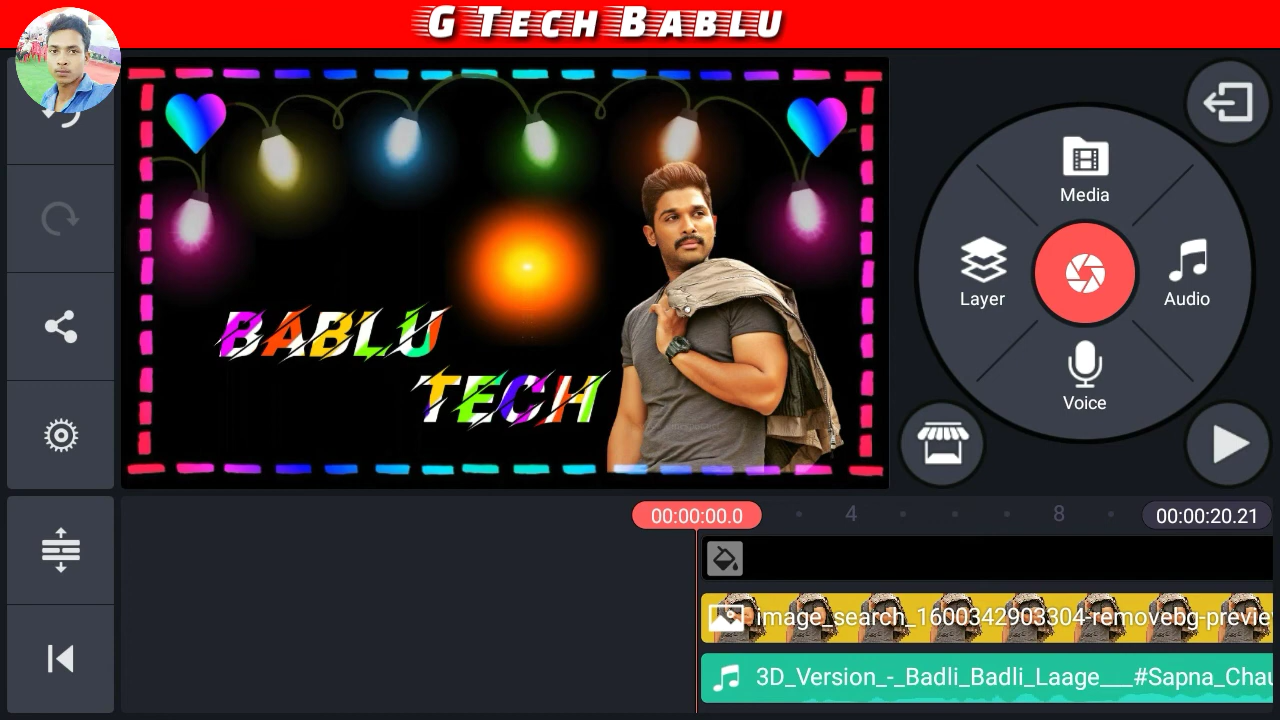 G TECH BABLU
Media
Layer
Audio
Voice
BABLU
TECH
00:00:00.0
4
8
00:00:20.21
image_search_1600342903304-removebg-previe
3D_Version_-_Badli_Badli_Laage___#Sapna_Chau